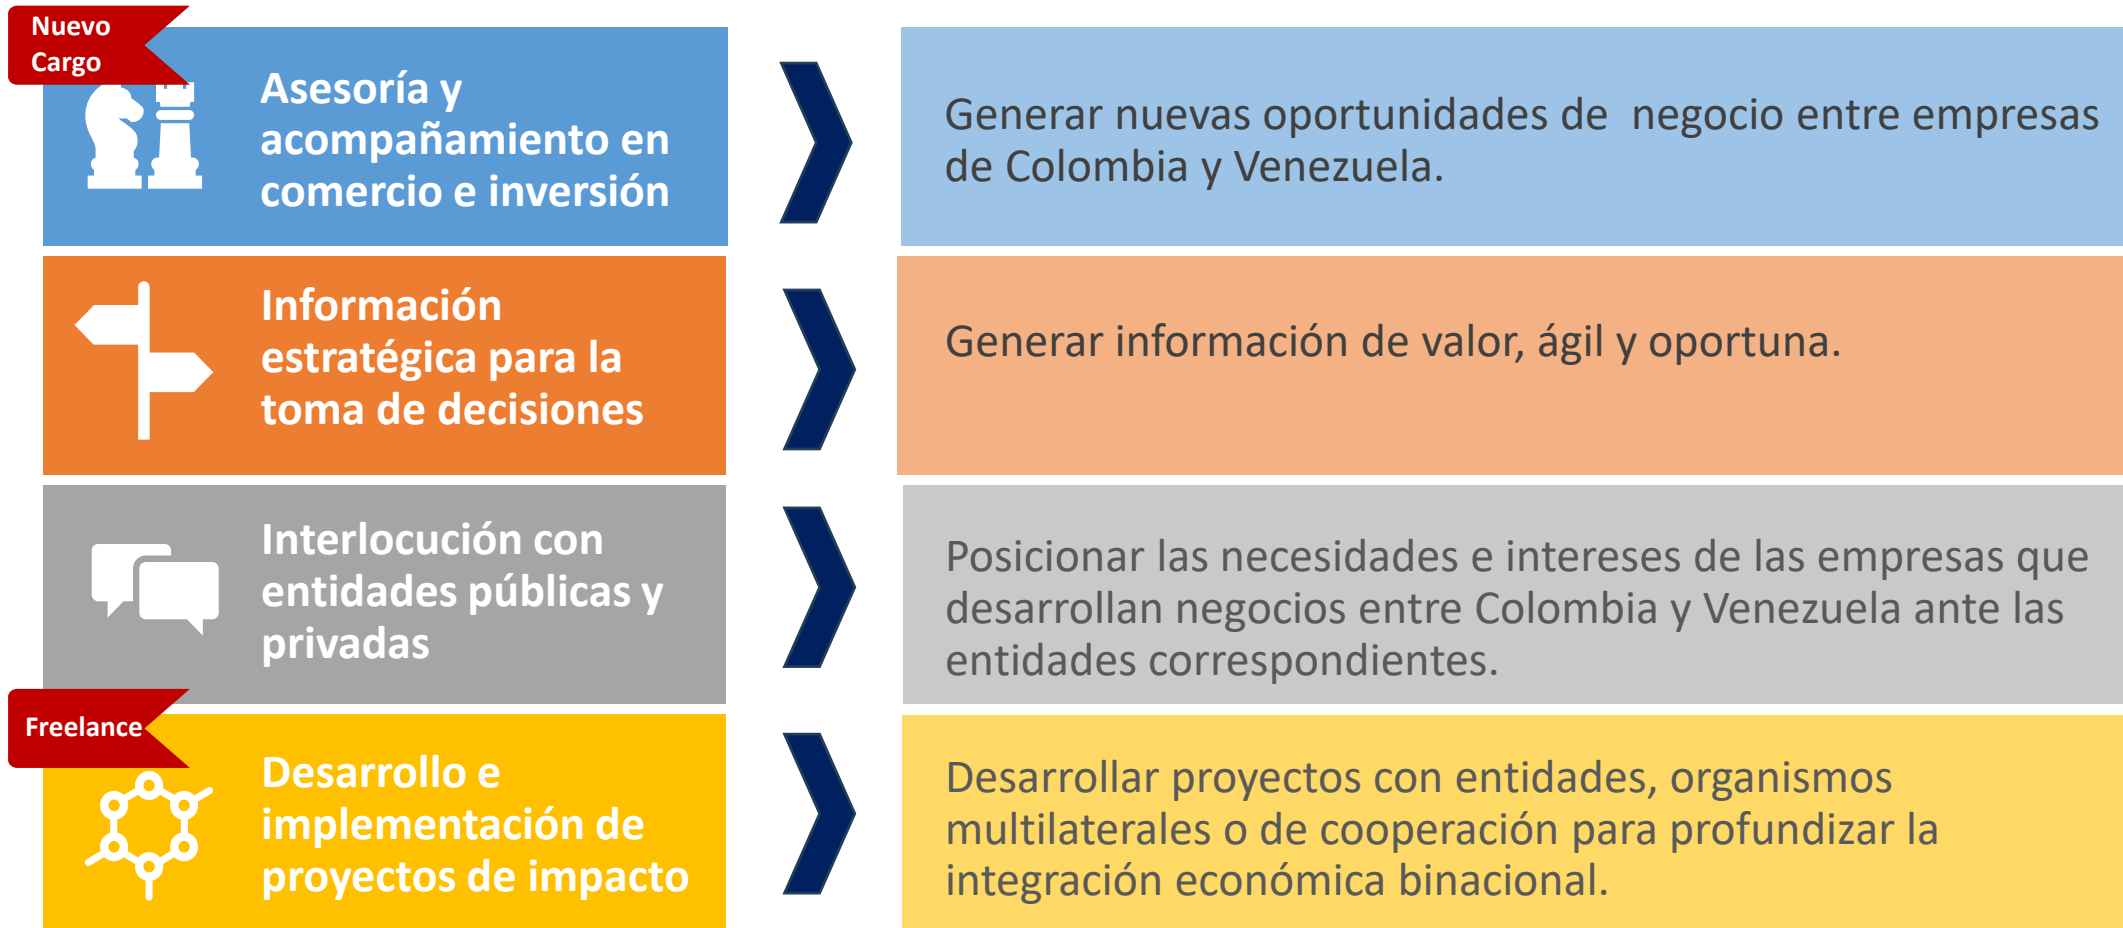 Nuevo
Cargo
Asesoría y
acompañamiento en
comercio e inversión
Generar nuevas oportunidades de  negocio entre empresas
de Colombia y Venezuela.
Información
estratégica para la
toma de decisiones
Generar información de valor, ágil y oportuna.
Interlocución con
entidades públicas y
privadas
Posicionar las necesidades e intereses de las empresas que
desarrollan negocios entre Colombia y Venezuela ante las
entidades correspondientes.
Freelance
Desarrollo e
implementación de
proyectos de impacto
Desarrollar proyectos con entidades, organismos
multilaterales o de cooperación para profundizar la
integración económica binacional.